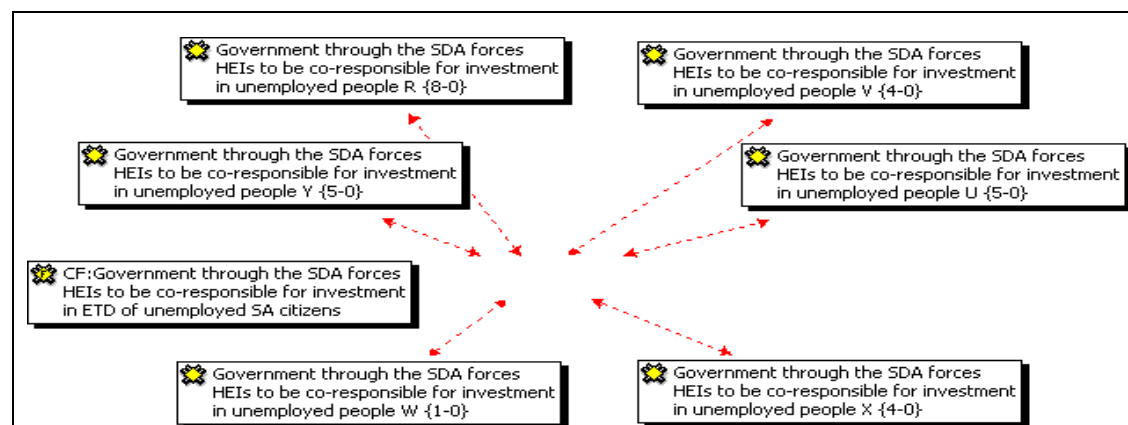 Government through the SDA forces
HEIs to be co-responsible for investment
in unemployed people R {8-0}
Government through the SDA forces
HEIs to be co-responsible for investment
in unemployed people V {4-0}
Government through the SDA forces
HEIs to be co-responsible for investment
in unemployed people Y {5-0}
Government through the SDA forces
HEIs to be co-responsible for investment
in unemployed people U {5-0}
CF:Government through the SDA forces
HEIs to be co-responsible for investment
in ETD of unemployed SA citizens
Government through the SDA forces
HEIs to be co-responsible for investment
in unemployed people W {1-0}
Government through the SDA forces
HEIs to be co-responsible for investment
in unemployed people X {4-0}